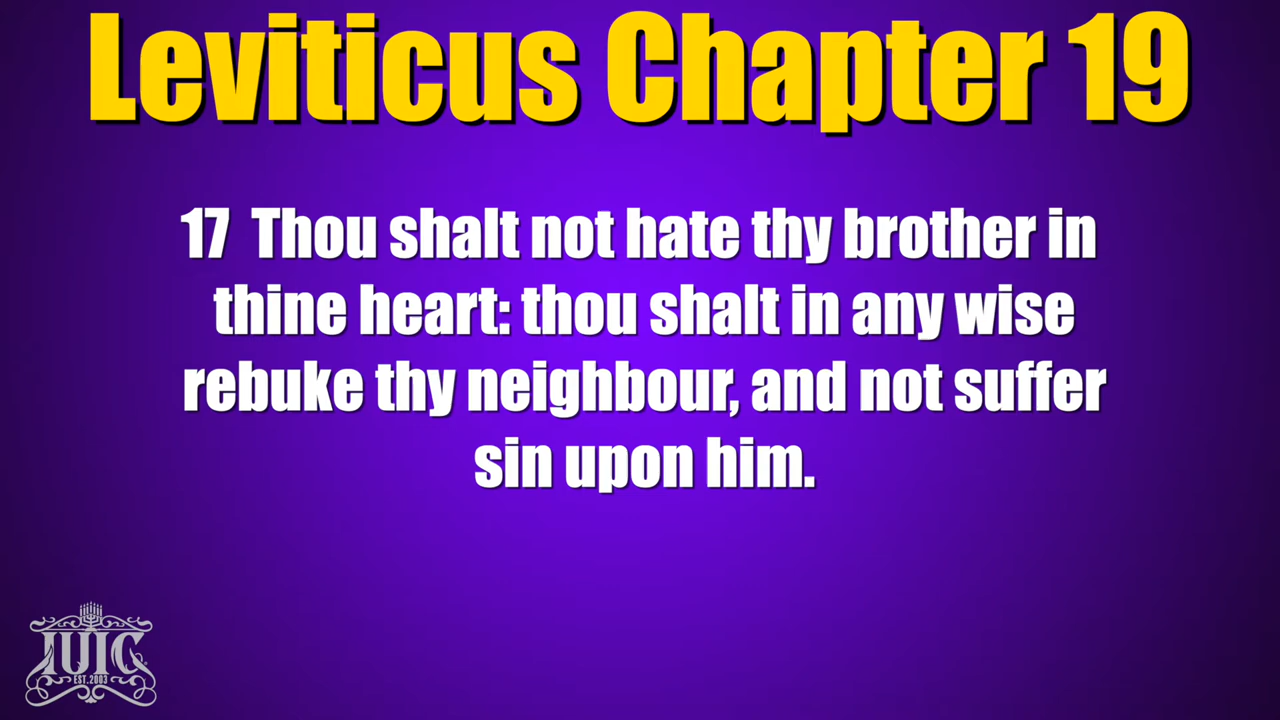 Leviticus Chapter 19
17 Thou shalt not hate thy brother in
thine heart: thou shalt in any wise
rebuke thy neighbour, and not suffer
sin upon him.
IUIC
EST. 2003